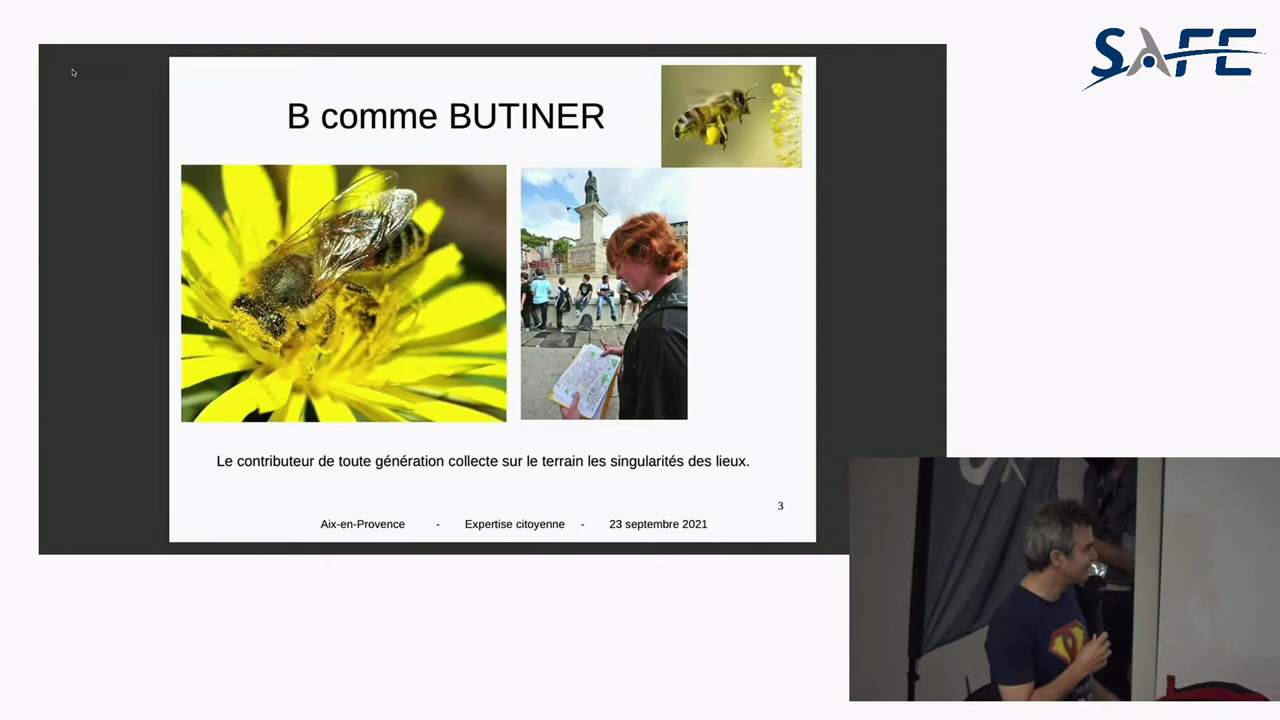 SAFE
B comme BUTINER
Le contributeur de toute génération collecte sur le terrain les singularités des lieux.
3
Aix-en-Provence - Expertise citoyenne - 23 septembre 2021